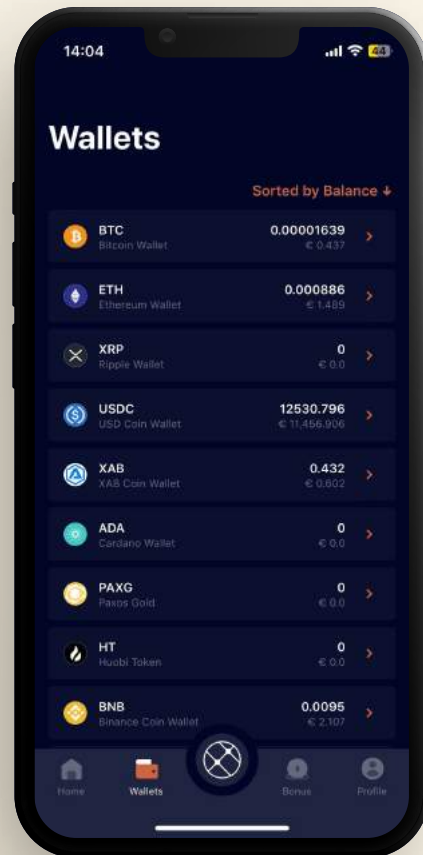 14:04
44
Wallets
Sorted by Balance ↓
BTC 0.00001639
Bitcoin Wallet € 0.437
ETH 0.000886
Ethereum Wallet € 1.489
XRP 0
Ripple Wallet € 0.0
USDC 12530.796
USD Coin Wallet € 11,456.906
XAB 0.432
XAB Coin Wallet € 0.602
ADA 0
Cardano Wallet € 0.0
PAXG 0
Paxos Gold € 0.0
HT 0
Huobi Token € 0.0
BNB 0.0095
Binance Coin Wallet € 2.107
Home Wallets Bonus Profile